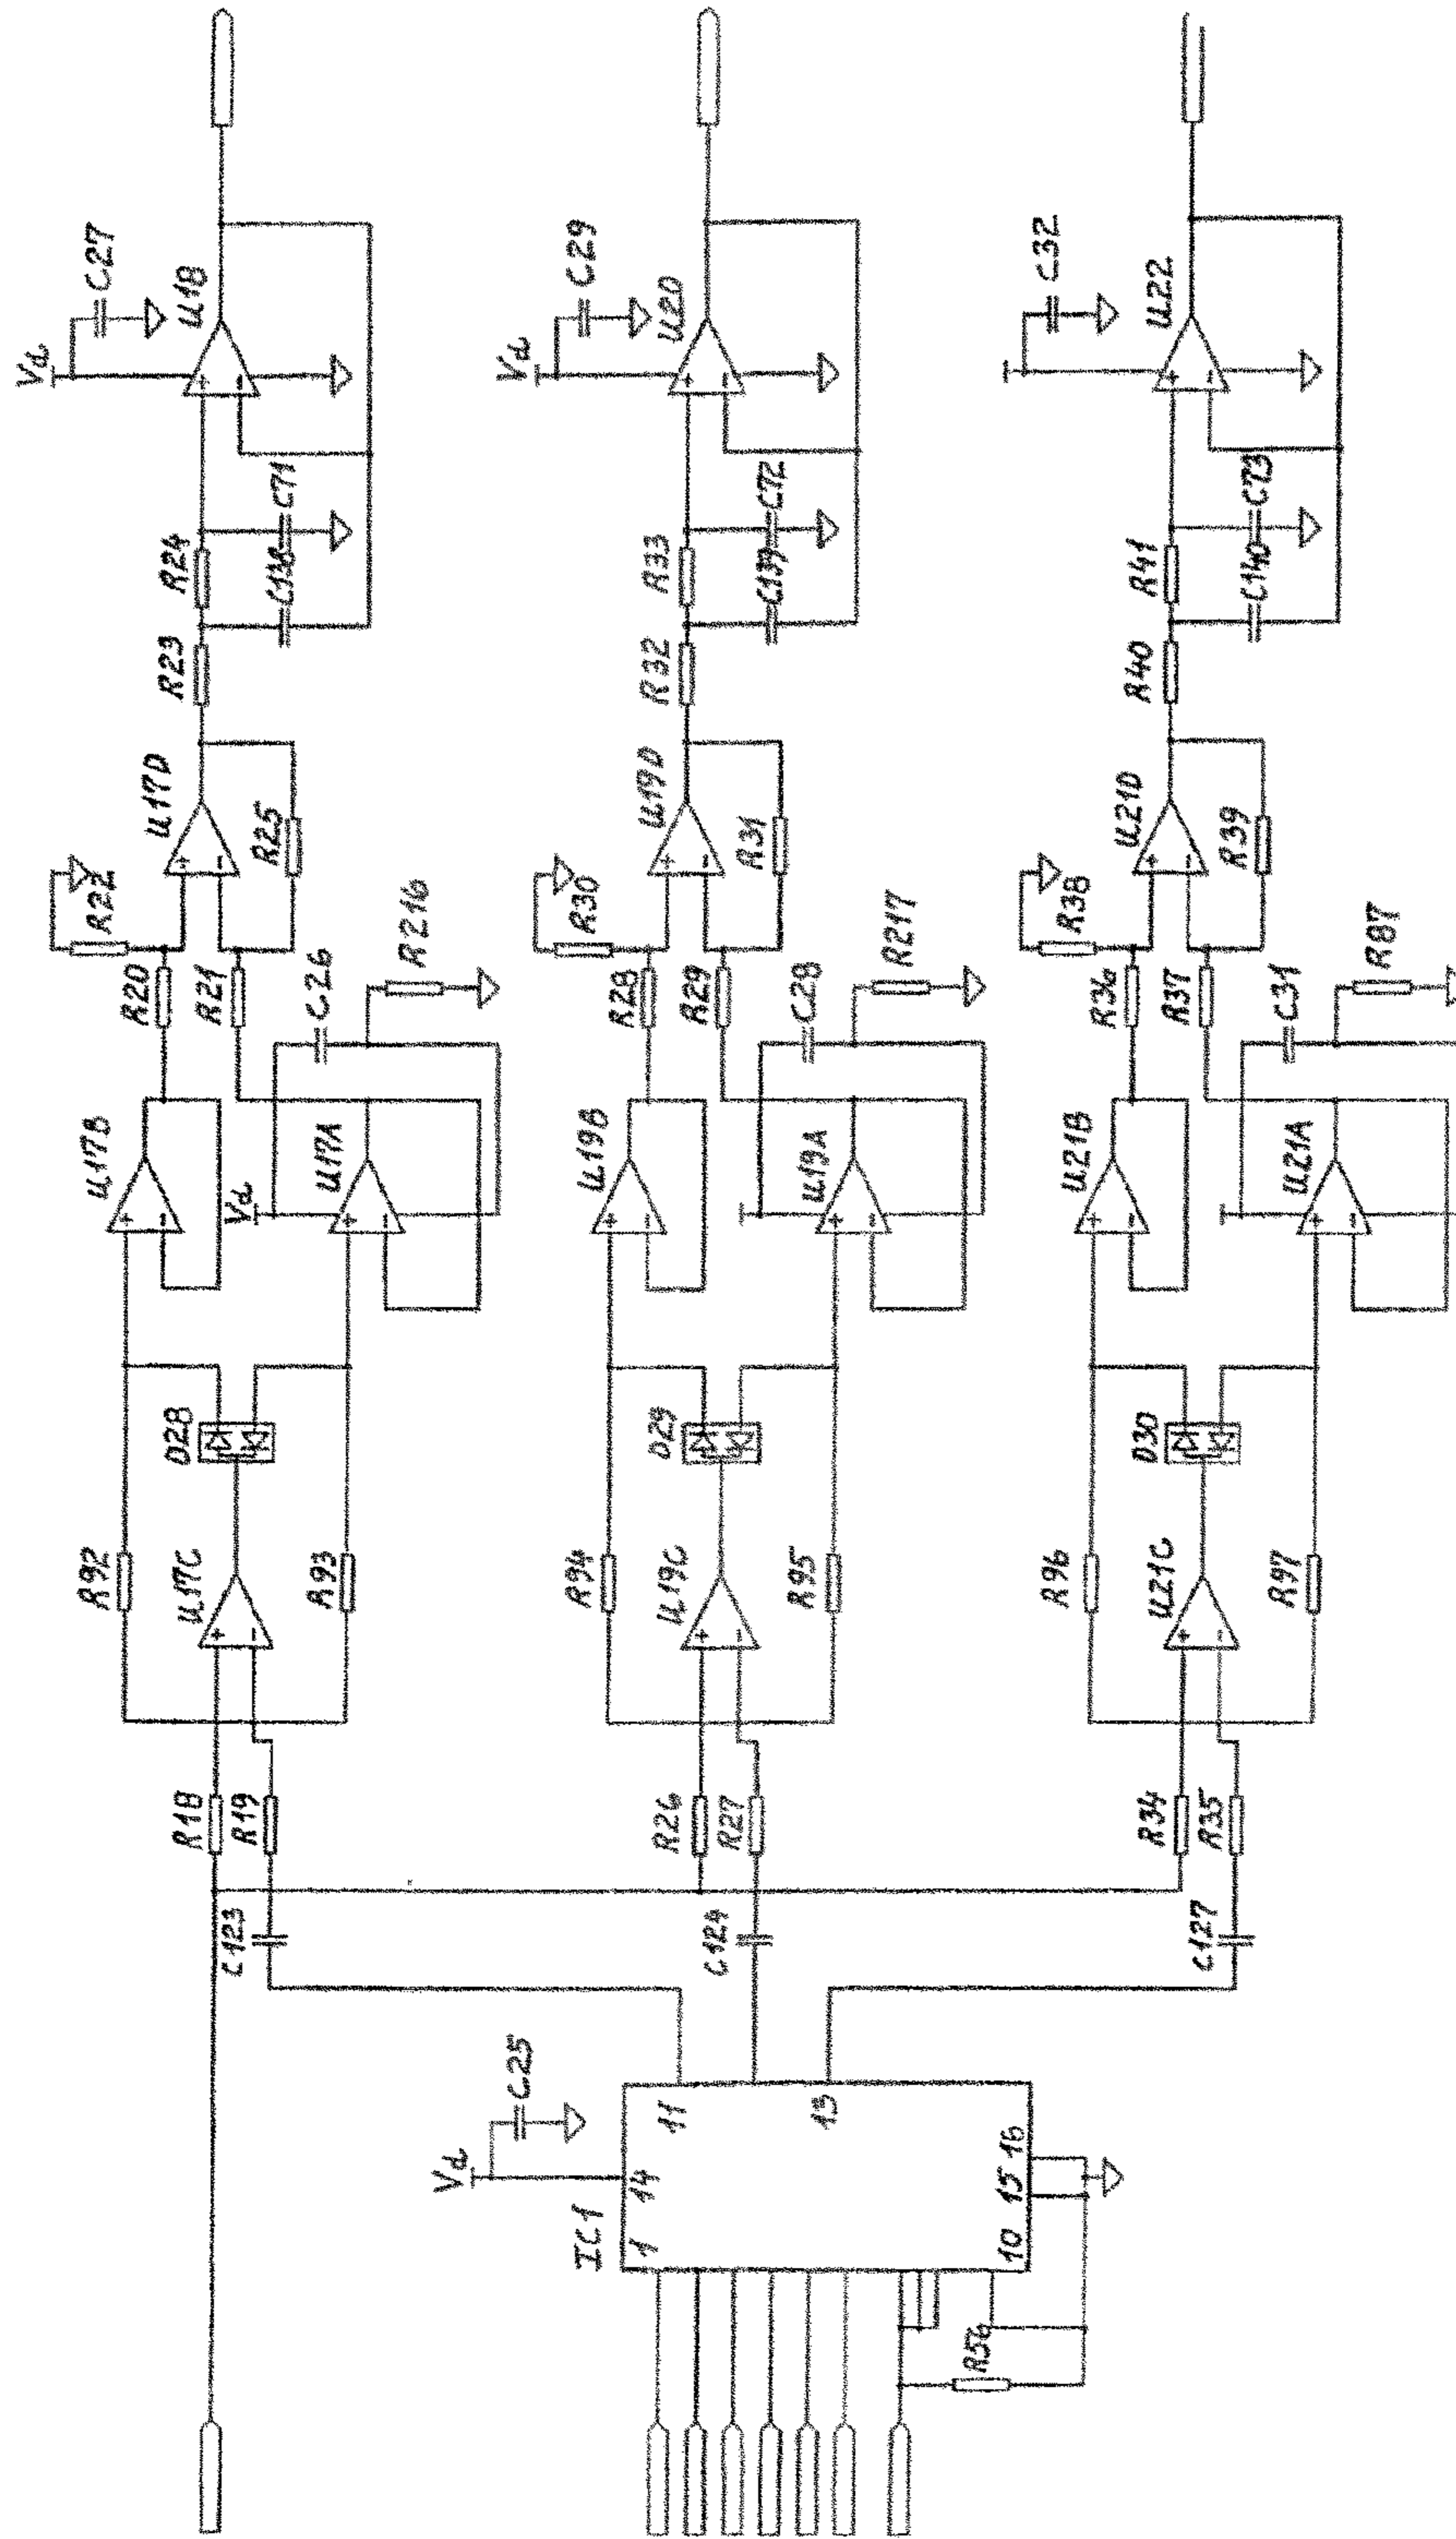 Vd
C27
U18
R22
U17D
R23
R24
C138
C71
R20
R21
R25
C26
R216
U17B
Vd
U17A
R92
D28
U17C
R93
R18
R19
C123
Vd
C29
U20
R30
U19D
R32
R33
C139
C72
R28
R29
R31
C28
R217
U19B
U19A
R94
D29
U19C
R95
R26
R27
C124
C32
U22
R38
U21D
R40
R41
C140
C73
R36
R37
R39
C31
R87
U21B
U21A
R96
D30
U21C
R97
R34
R35
C127
Vd
C25
IC1
1
14
11
13
10
15
16
+
-
+
-
+
-
+
-
+
-
+
-
+
-
+
-
+
-
+
-
+
-
+
-
+
-
+
-
+
-